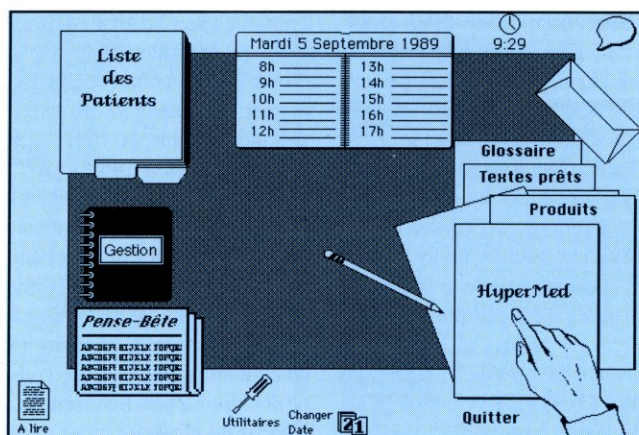 Liste
des
Patients
Mardi 5 Septembre 1989
8h
9h
10h
11h
12h
13h
14h
15h
16h
17h
9:29
Glossaire
Textes prêts
Produits
HyperMed
Gestion
Pense-Bête
A lire
Utilitaires
Changer
Date
21
Quitter